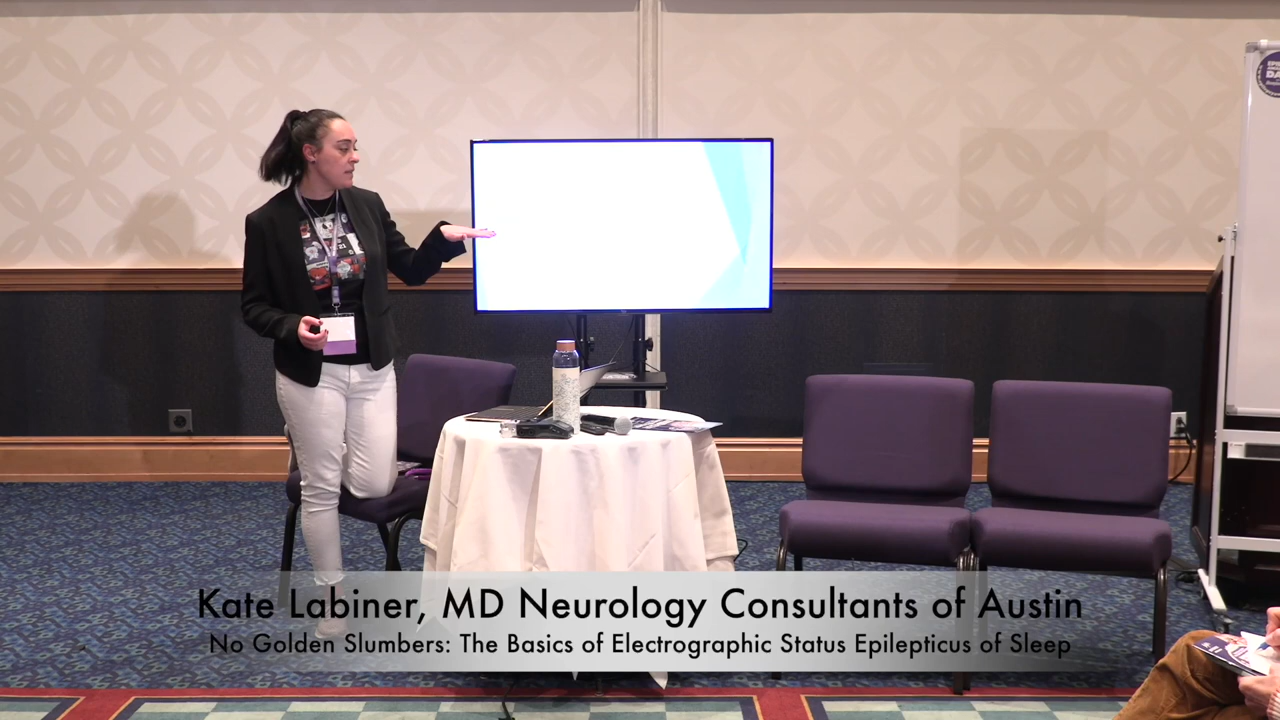 Kate Labiner, MD Neurology Consultants of Austin
No Golden Slumbers: The Basics of Electrographic Status Epilepticus of Sleep